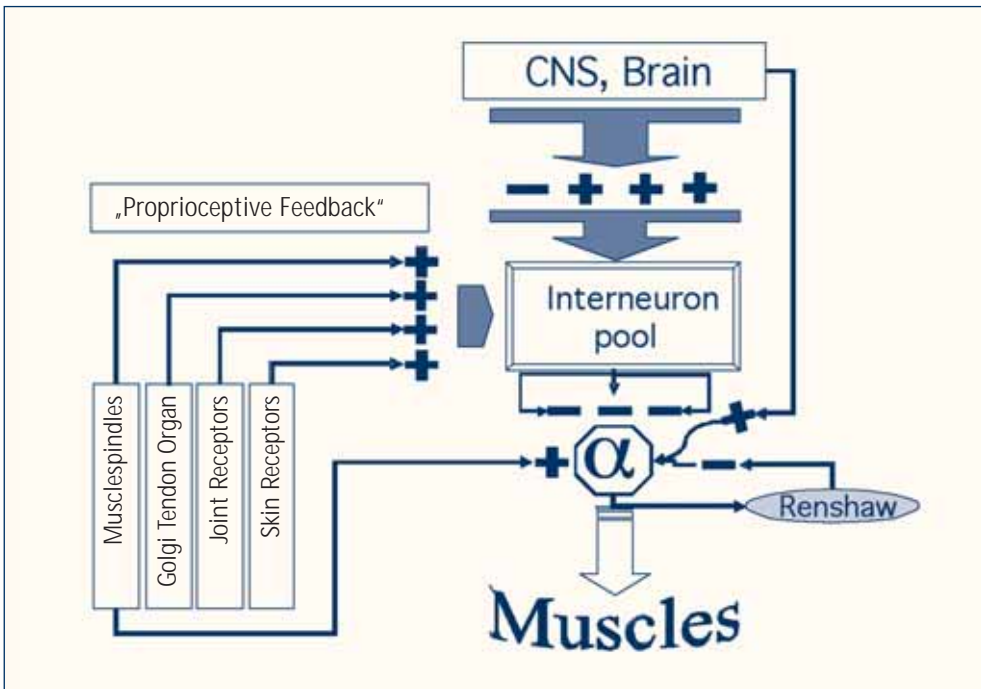 CNS, Brain
− + + +
„Proprioceptive Feedback“
+
+
+
+
Interneuron
pool
Musclespindles
Golgi Tendon Organ
Joint Receptors
Skin Receptors
− − −
+
+ α −
Renshaw
Muscles